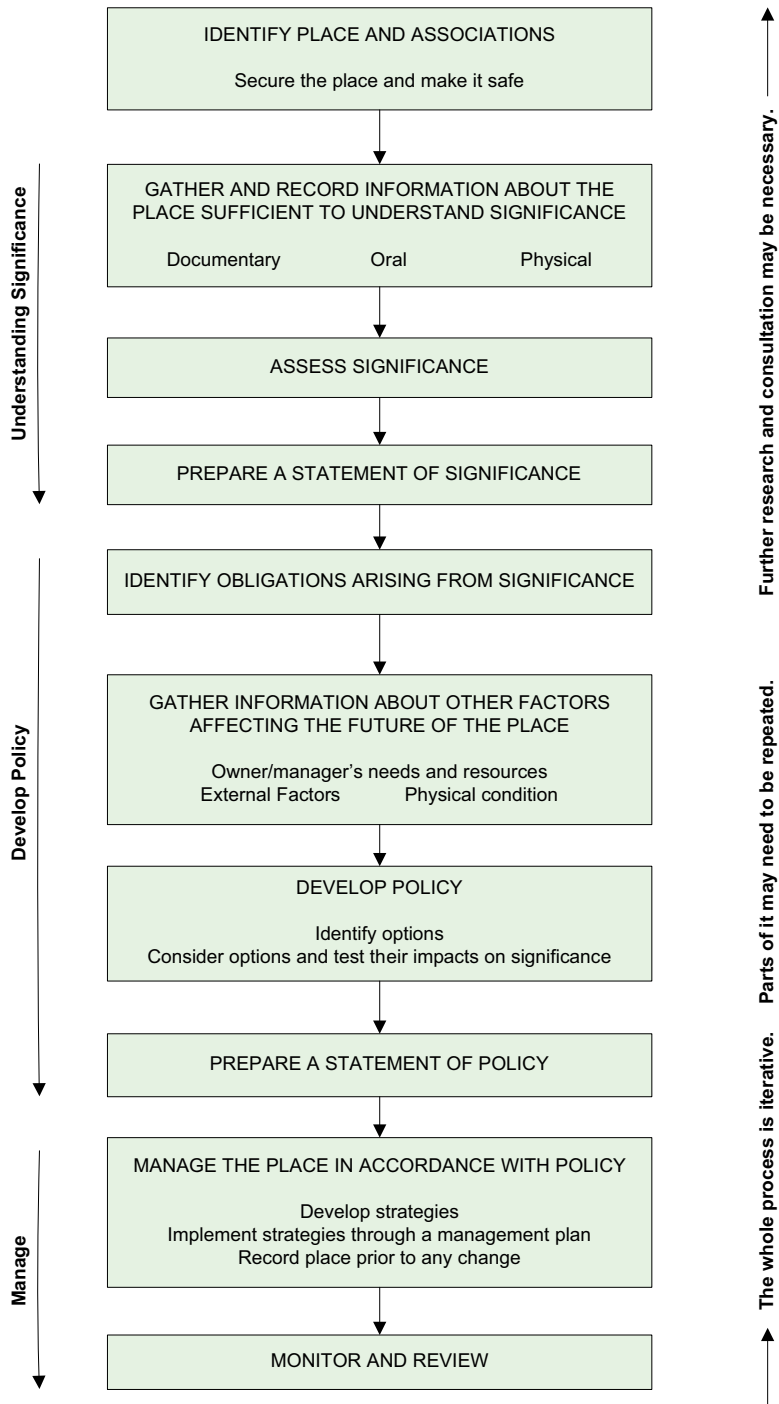 IDENTIFY PLACE AND ASSOCIATIONS
Secure the place and make it safe
Understanding Significance
GATHER AND RECORD INFORMATION ABOUT THE
PLACE SUFFICIENT TO UNDERSTAND SIGNIFICANCE
Documentary Oral Physical
ASSESS SIGNIFICANCE
PREPARE A STATEMENT OF SIGNIFICANCE
Develop Policy
IDENTIFY OBLIGATIONS ARISING FROM SIGNIFICANCE
GATHER INFORMATION ABOUT OTHER FACTORS
AFFECTING THE FUTURE OF THE PLACE
Owner/manager’s needs and resources
External Factors Physical condition
DEVELOP POLICY
Identify options
Consider options and test their impacts on significance
PREPARE A STATEMENT OF POLICY
Manage
MANAGE THE PLACE IN ACCORDANCE WITH POLICY
Develop strategies
Implement strategies through a management plan
Record place prior to any change
MONITOR AND REVIEW
The whole process is iterative. Parts of it may need to be repeated. Further research and consultation may be necessary.